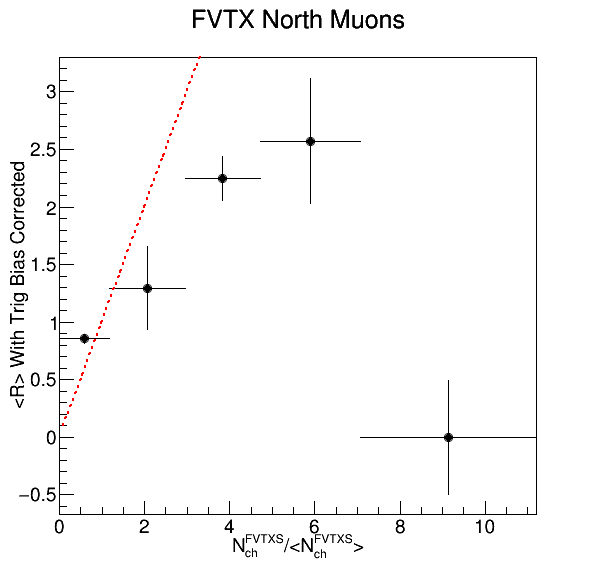 FVTX North Muons
<R> With Trig Bias Corrected
3
2.5
2
1.5
1
0.5
0
−0.5
0 2 4 6 8 10
N_ch^FVTXS/<N_ch^FVTXS>